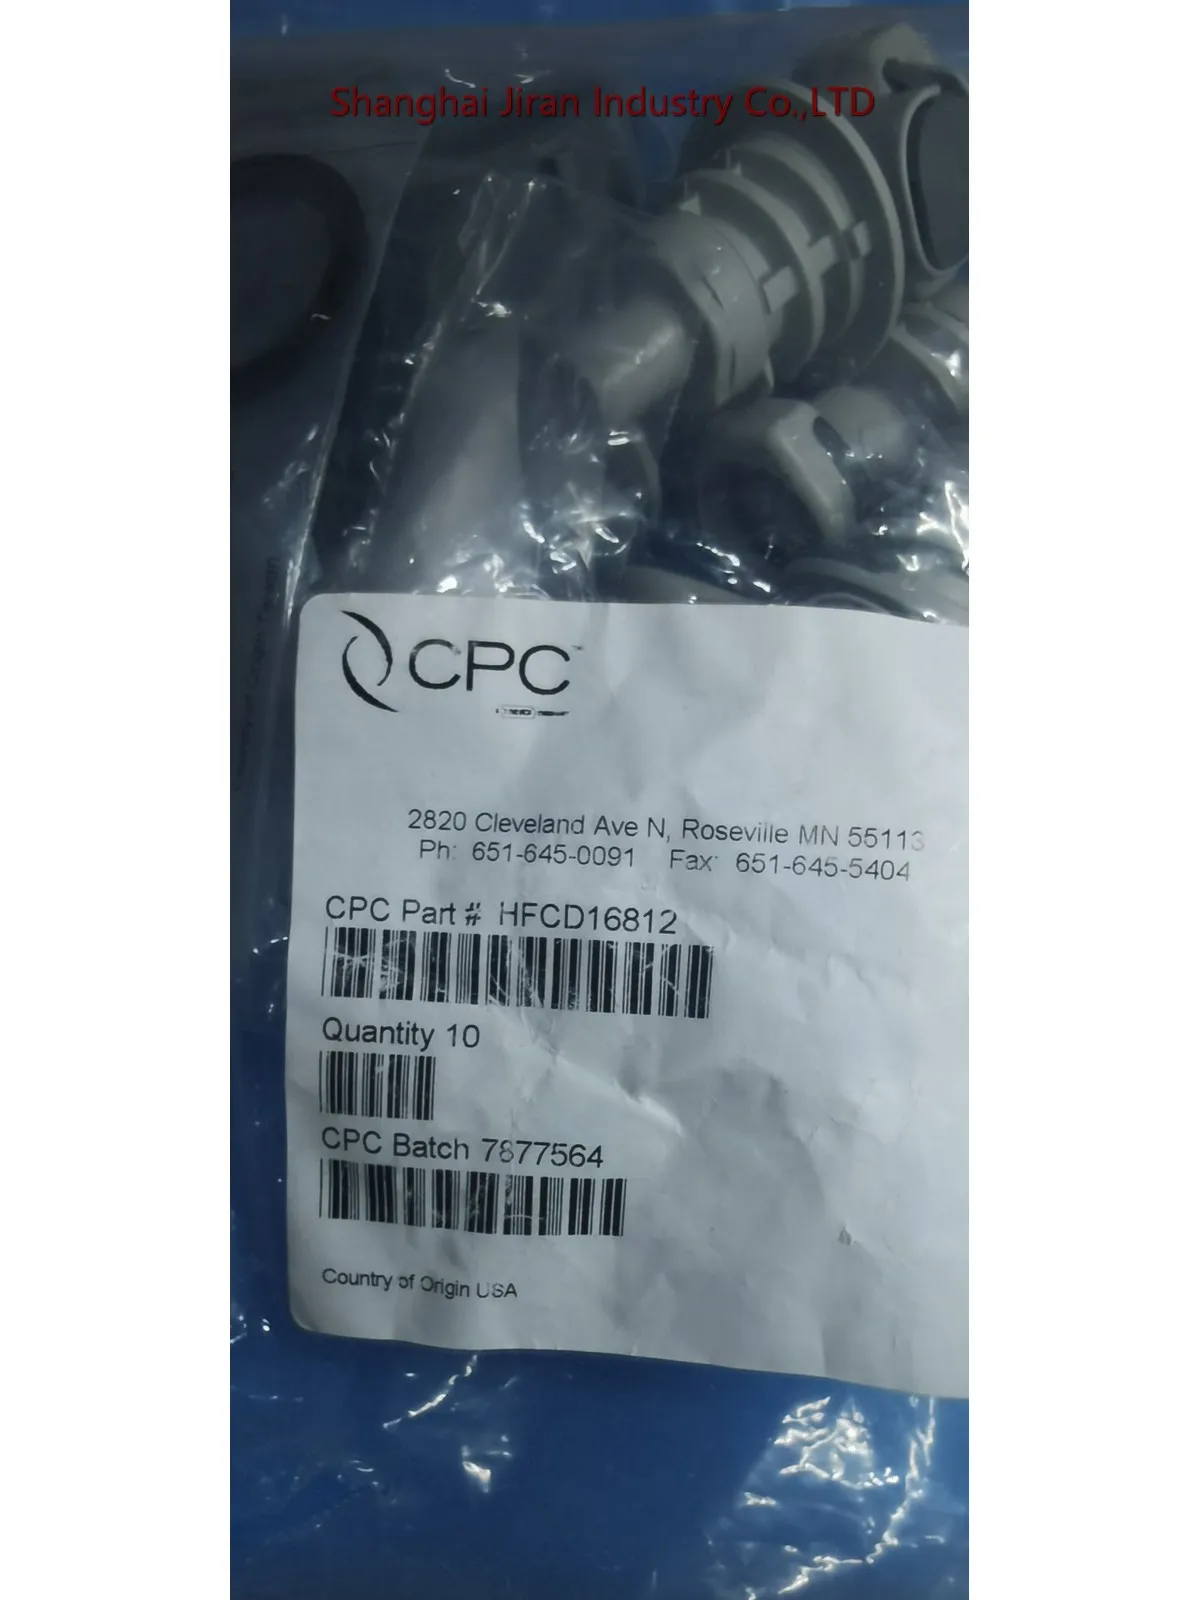 Shanghai Jiran Industry Co.,LTD
CPC™
2820 Cleveland Ave N, Roseville MN 55113
Ph: 651-645-0091 Fax: 651-645-5404
CPC Part # HFCD16812
Quantity 10
CPC Batch 7877564
Country of Origin USA